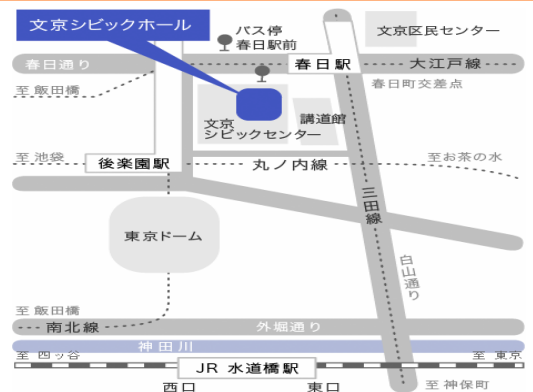 文京シビックホール
バス停
春日駅前
文京区民センター
春日通り
春日駅
大江戸線
至 飯田橋
春日町交差点
文京
シビックセンター
講道館
至 池袋
後楽園駅
丸ノ内線
至お茶の水
三田線
東京ドーム
白山通り
至 飯田橋
南北線
外堀通り
神田川
至 四ッ谷
JR 水道橋駅
至 東京
西口
東口
至 神保町